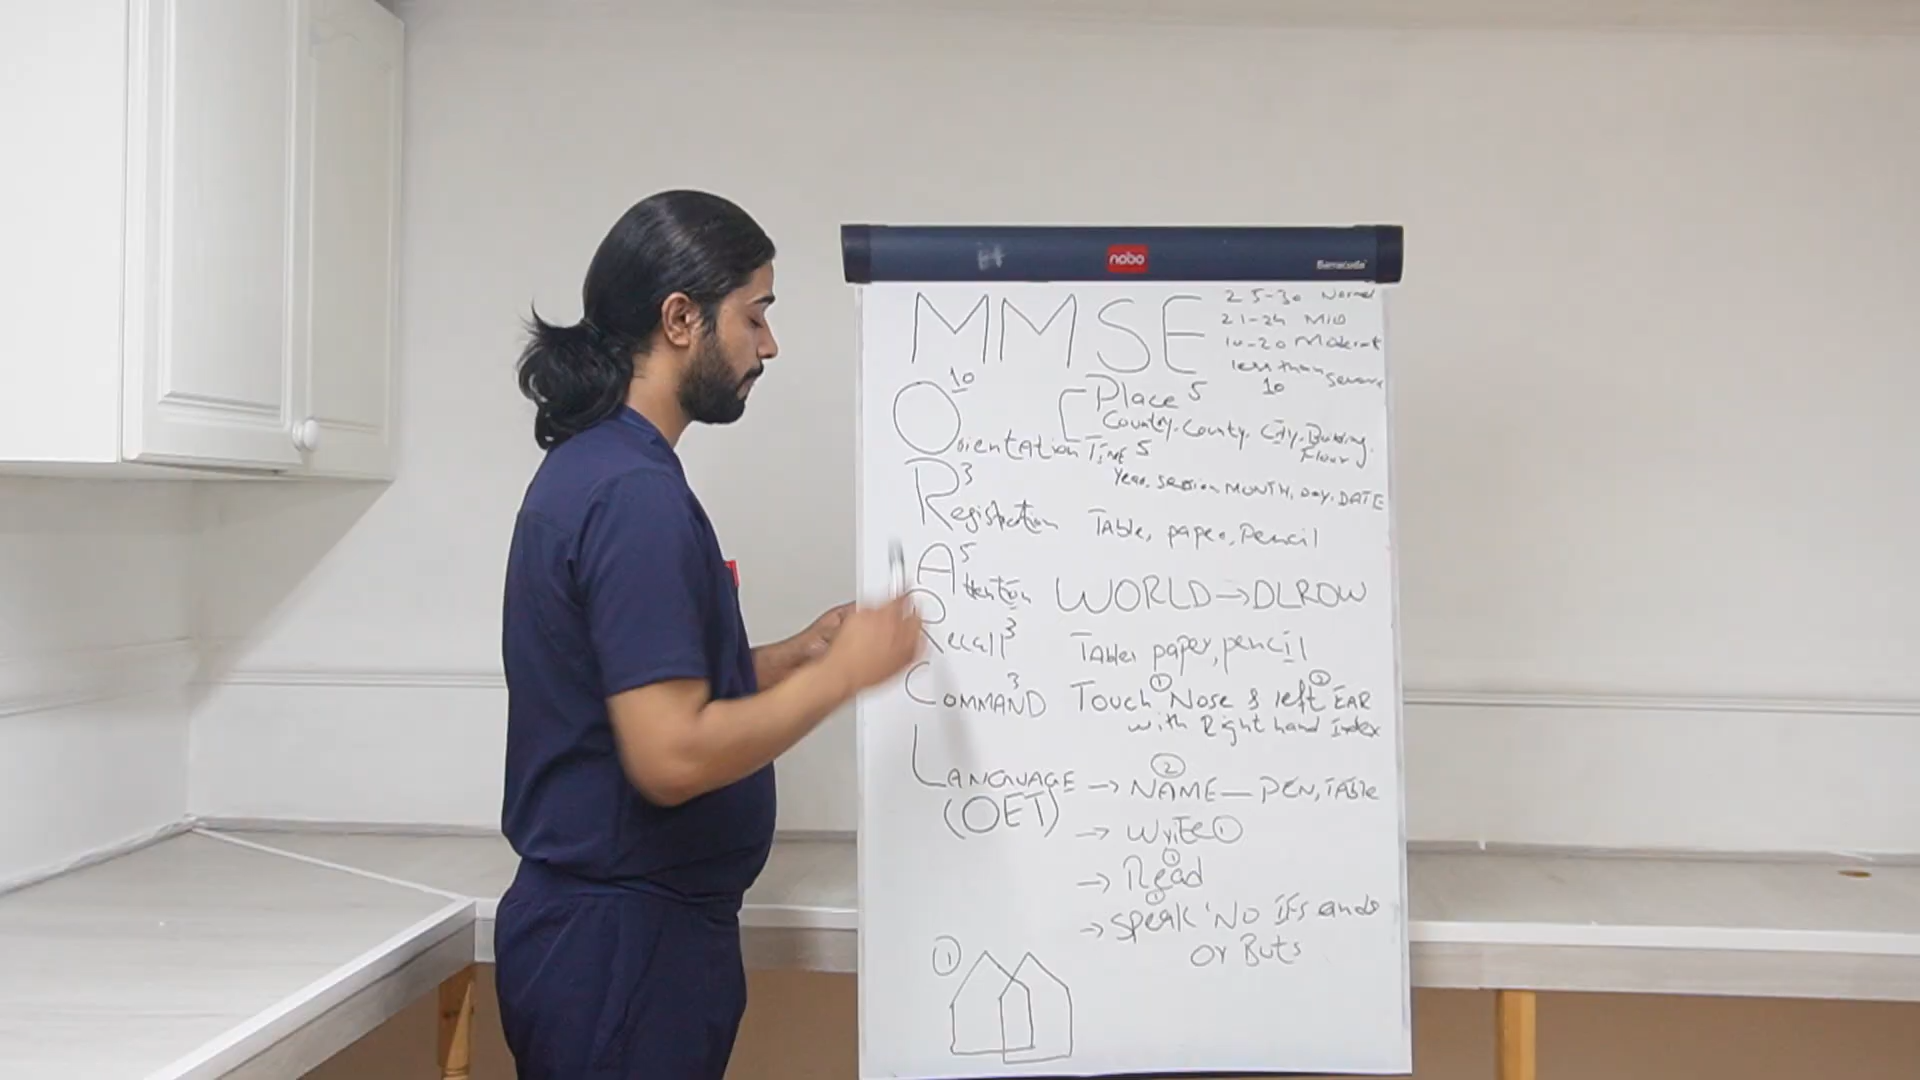 nobo
Barracuda
MMSE
25-30 Normal
21-24 Mild
10-20 Moderate
less than 10 Severe
10
Orientation
Place 5
Country, County, City, Building,
Floor
Time 5
Year, Season MONTH, Day, DATE
3
Registration Table, paper, Pencil
5
Attention WORLD → DLROW
Recall 3 Table, paper, pencil
COMMAND 3 Touch ① Nose & left ② EAR
with Right hand Index
LANGUAGE → NAME ② — PEN, TABLE
(OET)
→ Write ①
→ Read ①
→ Speak ① 'NO IFs ands
or Buts
①